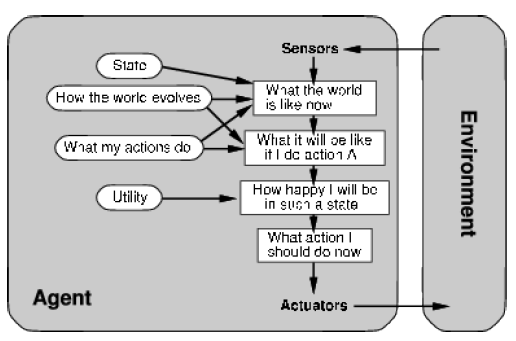 Sensors
State
What the world
is like now
How the world evolves
What it will be like
if I do action A
What my actions do
How happy I will be
in such a state
Utility
What action I
should do now
Agent
Actuators
Environment